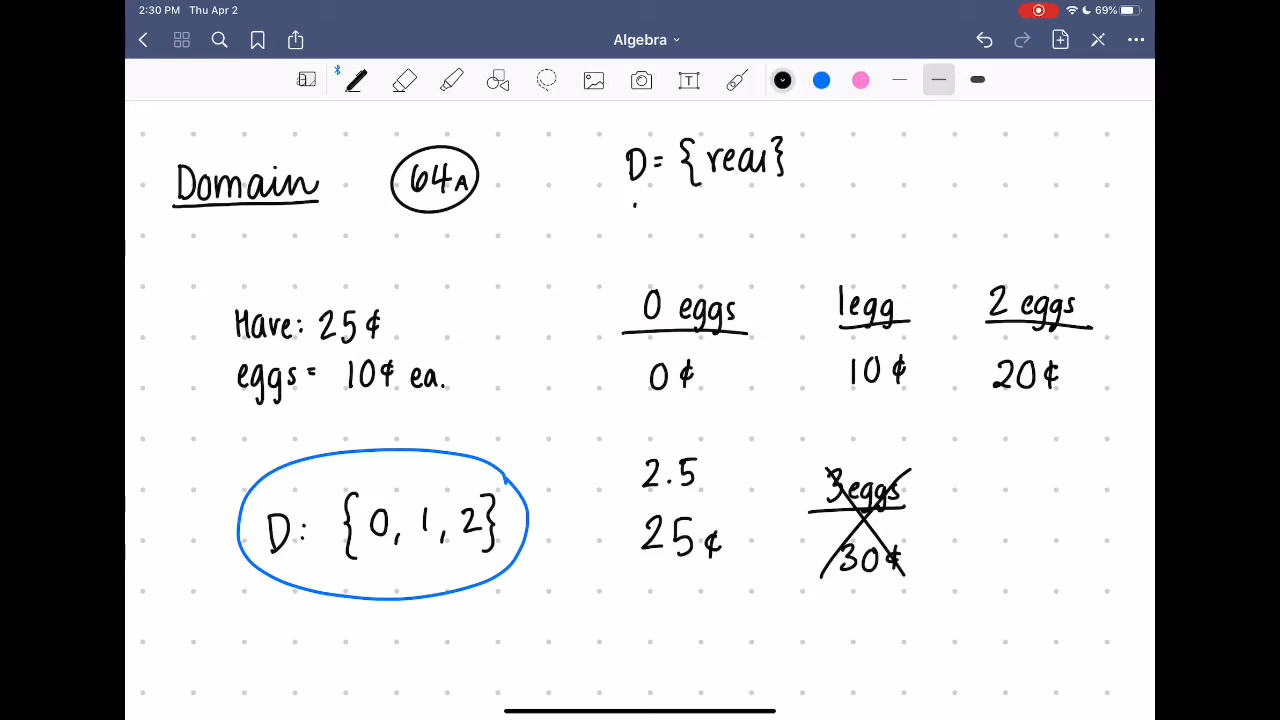 2:30 PM Thu Apr 2
69%
Algebra
T
Domain
64A
D= {real}
Have: 25¢
eggs = 10¢ ea.
0 eggs
0¢
1 egg
10¢
2 eggs
20¢
D: {0, 1, 2}
2.5
25¢
3 eggs
30¢